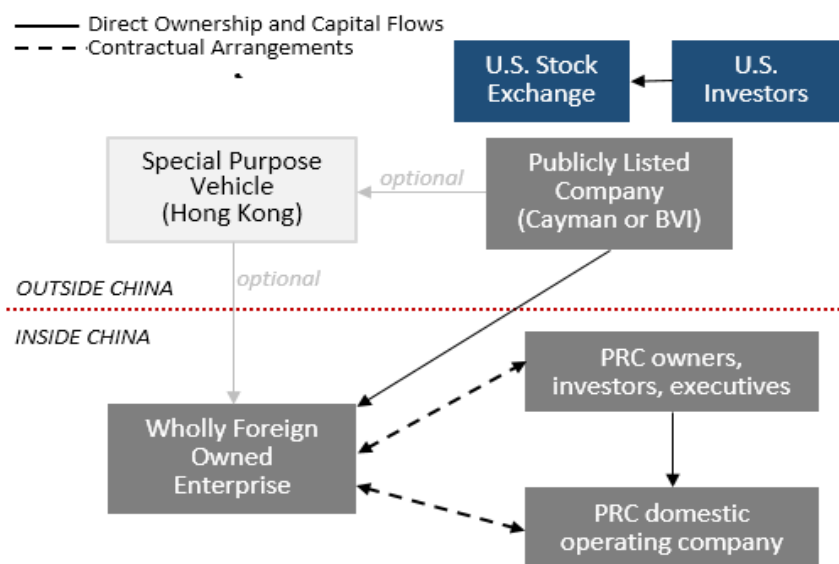 Direct Ownership and Capital Flows
Contractual Arrangements
U.S. Stock
Exchange
U.S.
Investors
Special Purpose
Vehicle
(Hong Kong)
optional
Publicly Listed
Company
(Cayman or BVI)
optional
OUTSIDE CHINA
INSIDE CHINA
PRC owners,
investors, executives
Wholly Foreign
Owned
Enterprise
PRC domestic
operating company